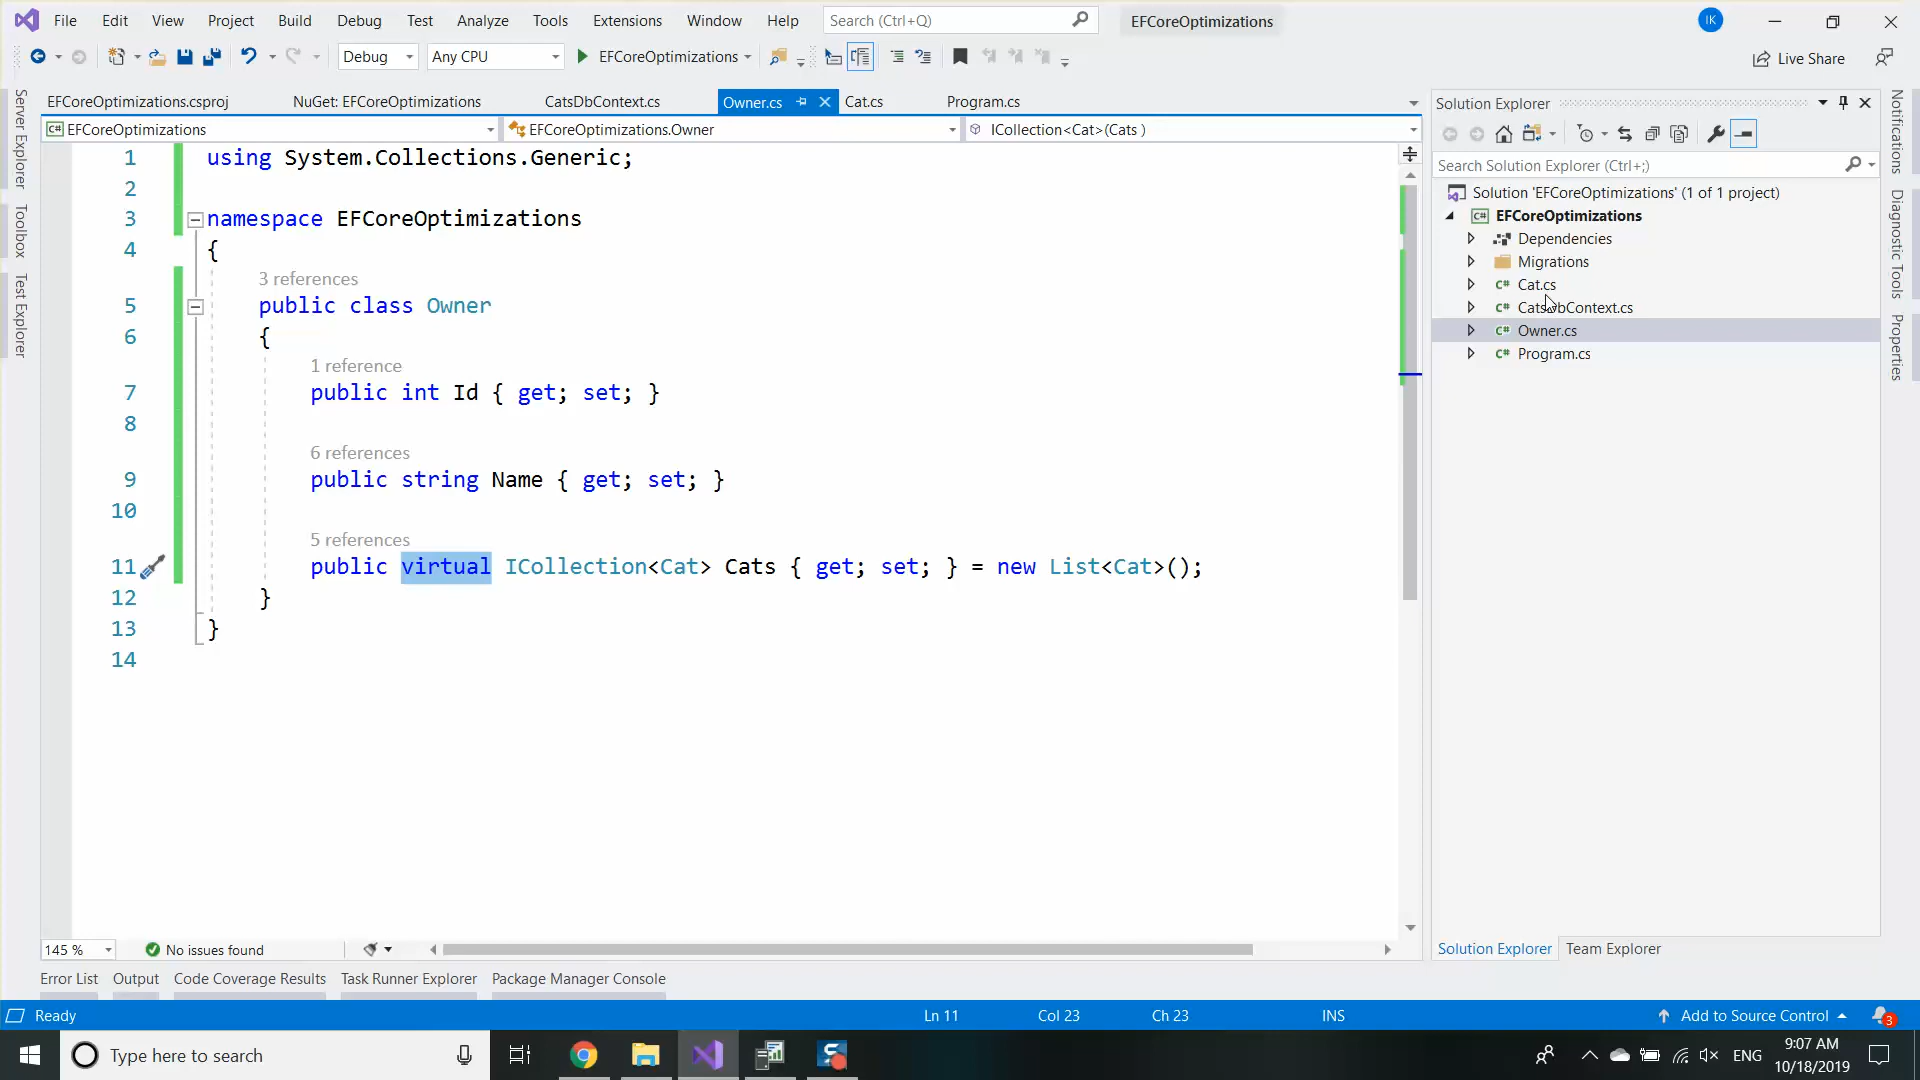 File Edit View Project Build Debug Test Analyze Tools Extensions Window Help Search (Ctrl+Q) EFCoreOptimizations IK
Debug Any CPU EFCoreOptimizations Live Share
EFCoreOptimizations.csproj NuGet: EFCoreOptimizations CatsDbContext.cs Owner.cs Cat.cs Program.cs
EFCoreOptimizations EFCoreOptimizations.Owner ICollection<Cat>(Cats )
1 using System.Collections.Generic;
2
3 namespace EFCoreOptimizations
4 {
3 references
5 public class Owner
6 {
1 reference
7 public int Id { get; set; }
8
6 references
9 public string Name { get; set; }
10
5 references
11 public virtual ICollection<Cat> Cats { get; set; } = new List<Cat>();
12 }
13 }
14
145 % No issues found
Server Explorer
Toolbox
Test Explorer
Solution Explorer
Search Solution Explorer (Ctrl+;)
Solution 'EFCoreOptimizations' (1 of 1 project)
EFCoreOptimizations
Dependencies
Migrations
Cat.cs
CatsDbContext.cs
Owner.cs
Program.cs
Solution Explorer Team Explorer
Notifications
Diagnostic Tools
Properties
Error List Output Code Coverage Results Task Runner Explorer Package Manager Console
Ready Ln 11 Col 23 Ch 23 INS Add to Source Control 3
Type here to search ENG 9:07 AM
10/18/2019